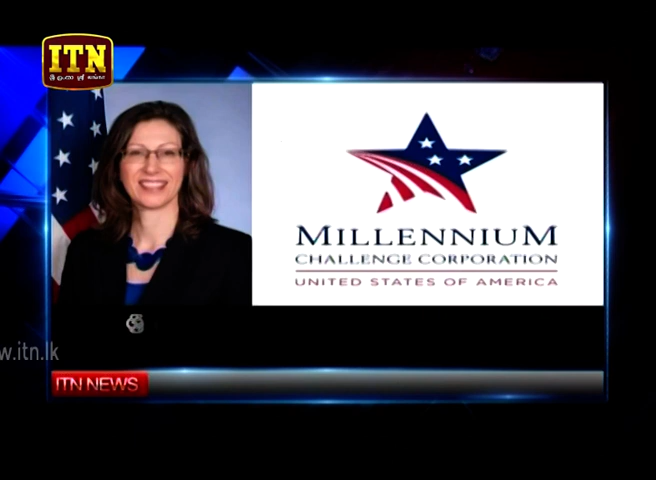 ITN
MILLENNIUM
CHALLENGE CORPORATION
UNITED STATES OF AMERICA
w.itn.lk
ITN NEWS